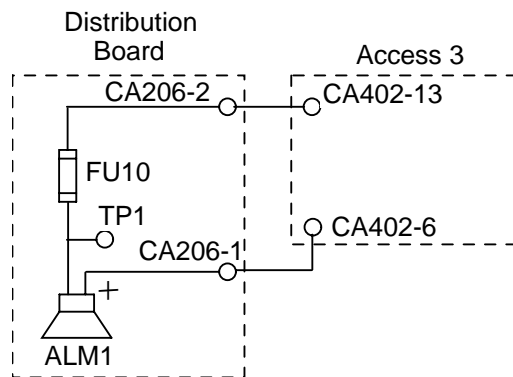 Distribution
Board
Access 3
CA206-2
CA402-13
FU10
TP1
CA402-6
CA206-1
+
ALM1